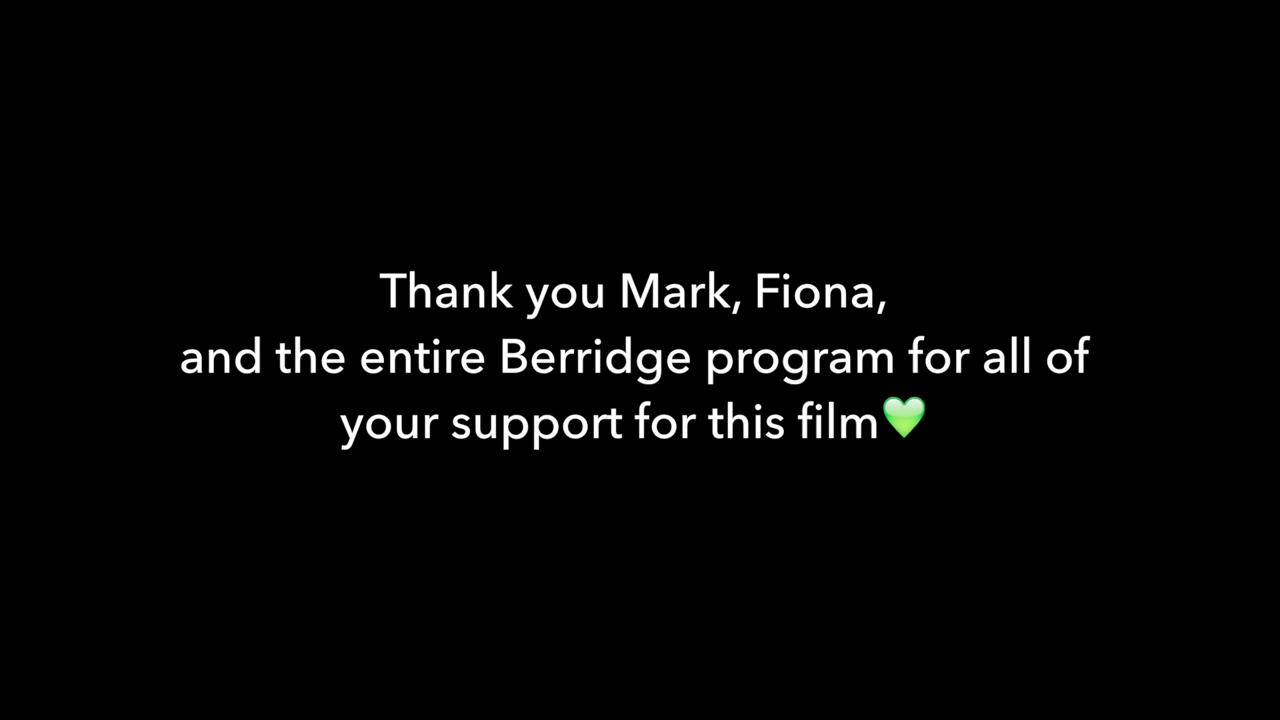 Thank you Mark, Fiona,
and the entire Berridge program for all of
your support for this film💚